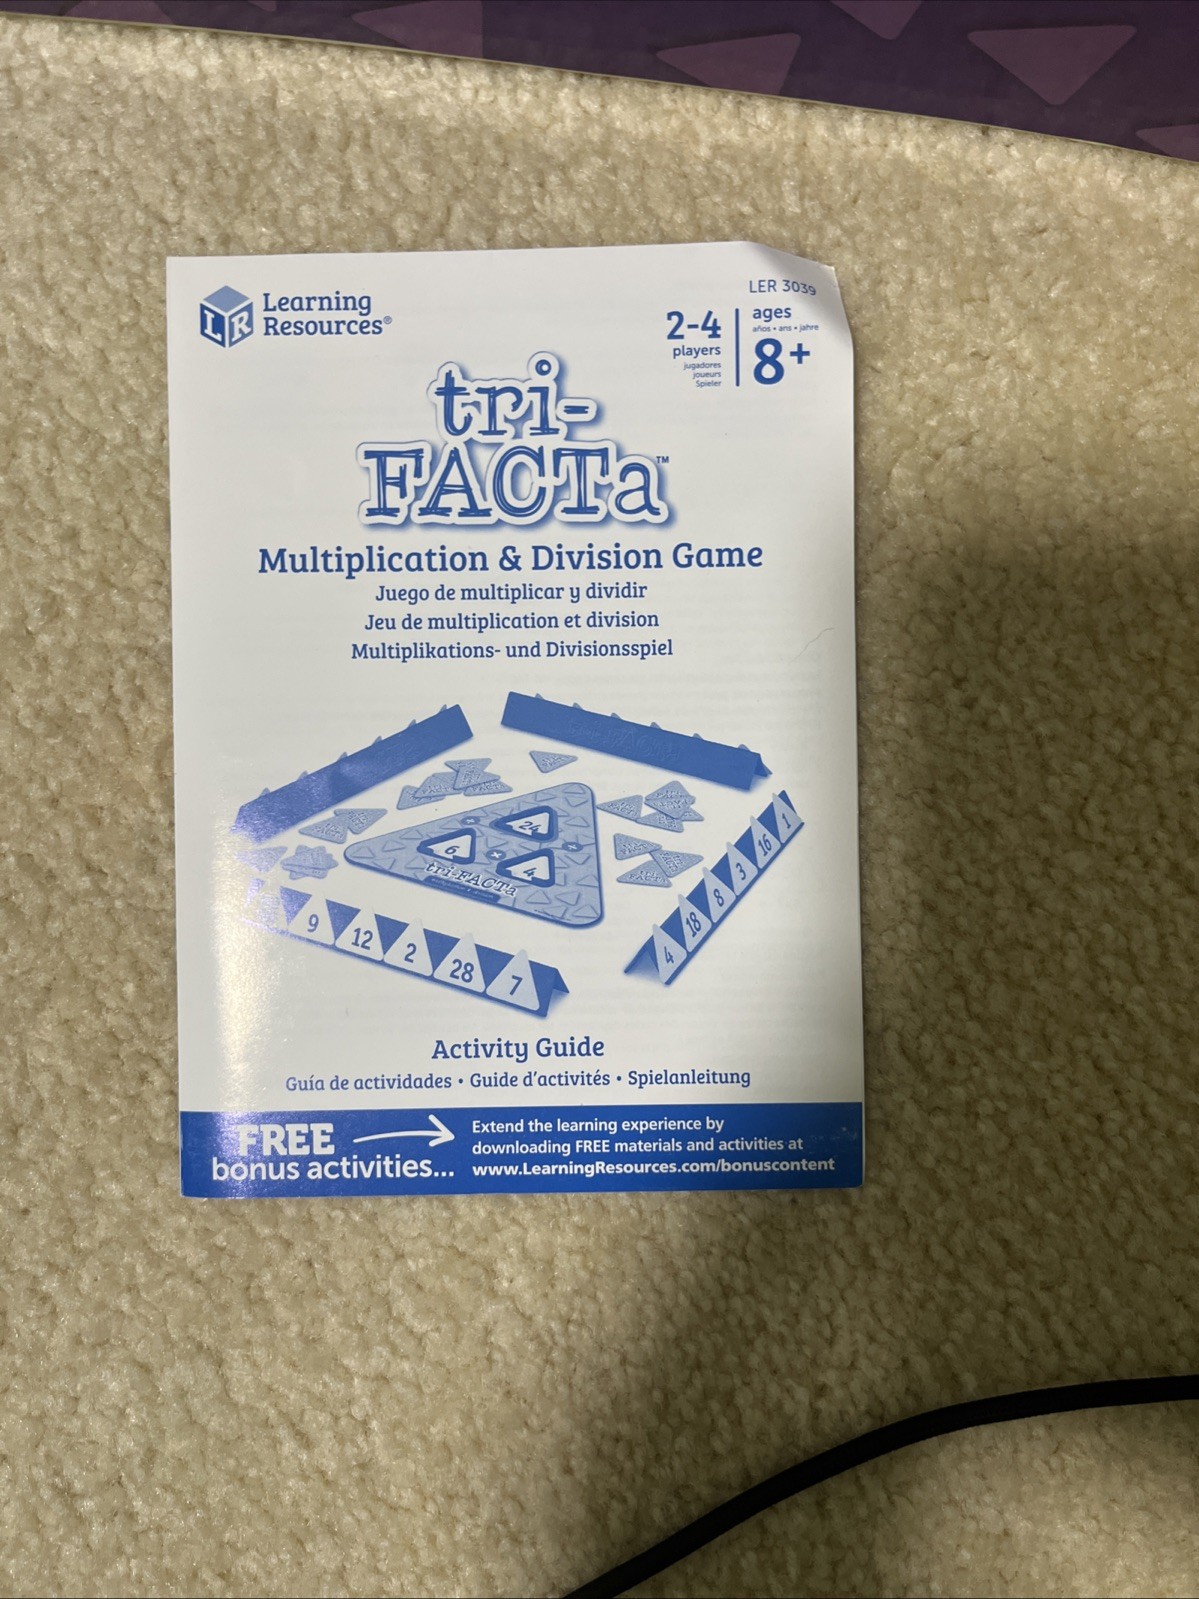 Learning
Resources®
LER 3039
2-4
players
jugadores
joueurs
Spieler
ages
años • ans • jahre
8+
tri-
FACTa™
Multiplication & Division Game
Juego de multiplicar y dividir
Jeu de multiplication et division
Multiplikations- und Divisionsspiel
24
6
4
tri-FACTa
9
12
2
28
7
4
18
8
3
16
1
Activity Guide
Guía de actividades • Guide d'activités • Spielanleitung
FREE
bonus activities...
Extend the learning experience by
downloading FREE materials and activities at
www.LearningResources.com/bonuscontent